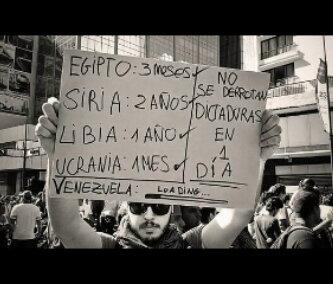 EGIPTO: 3 MESES ✓
SIRIA: 2 AÑOS ✓
LIBIA: 1 AÑO ✓
UCRANIA: 1 MES ✓
VENEZUELA: LOADING...
NO
SE DERROTAN
DICTADURAS
EN
1
DÍA